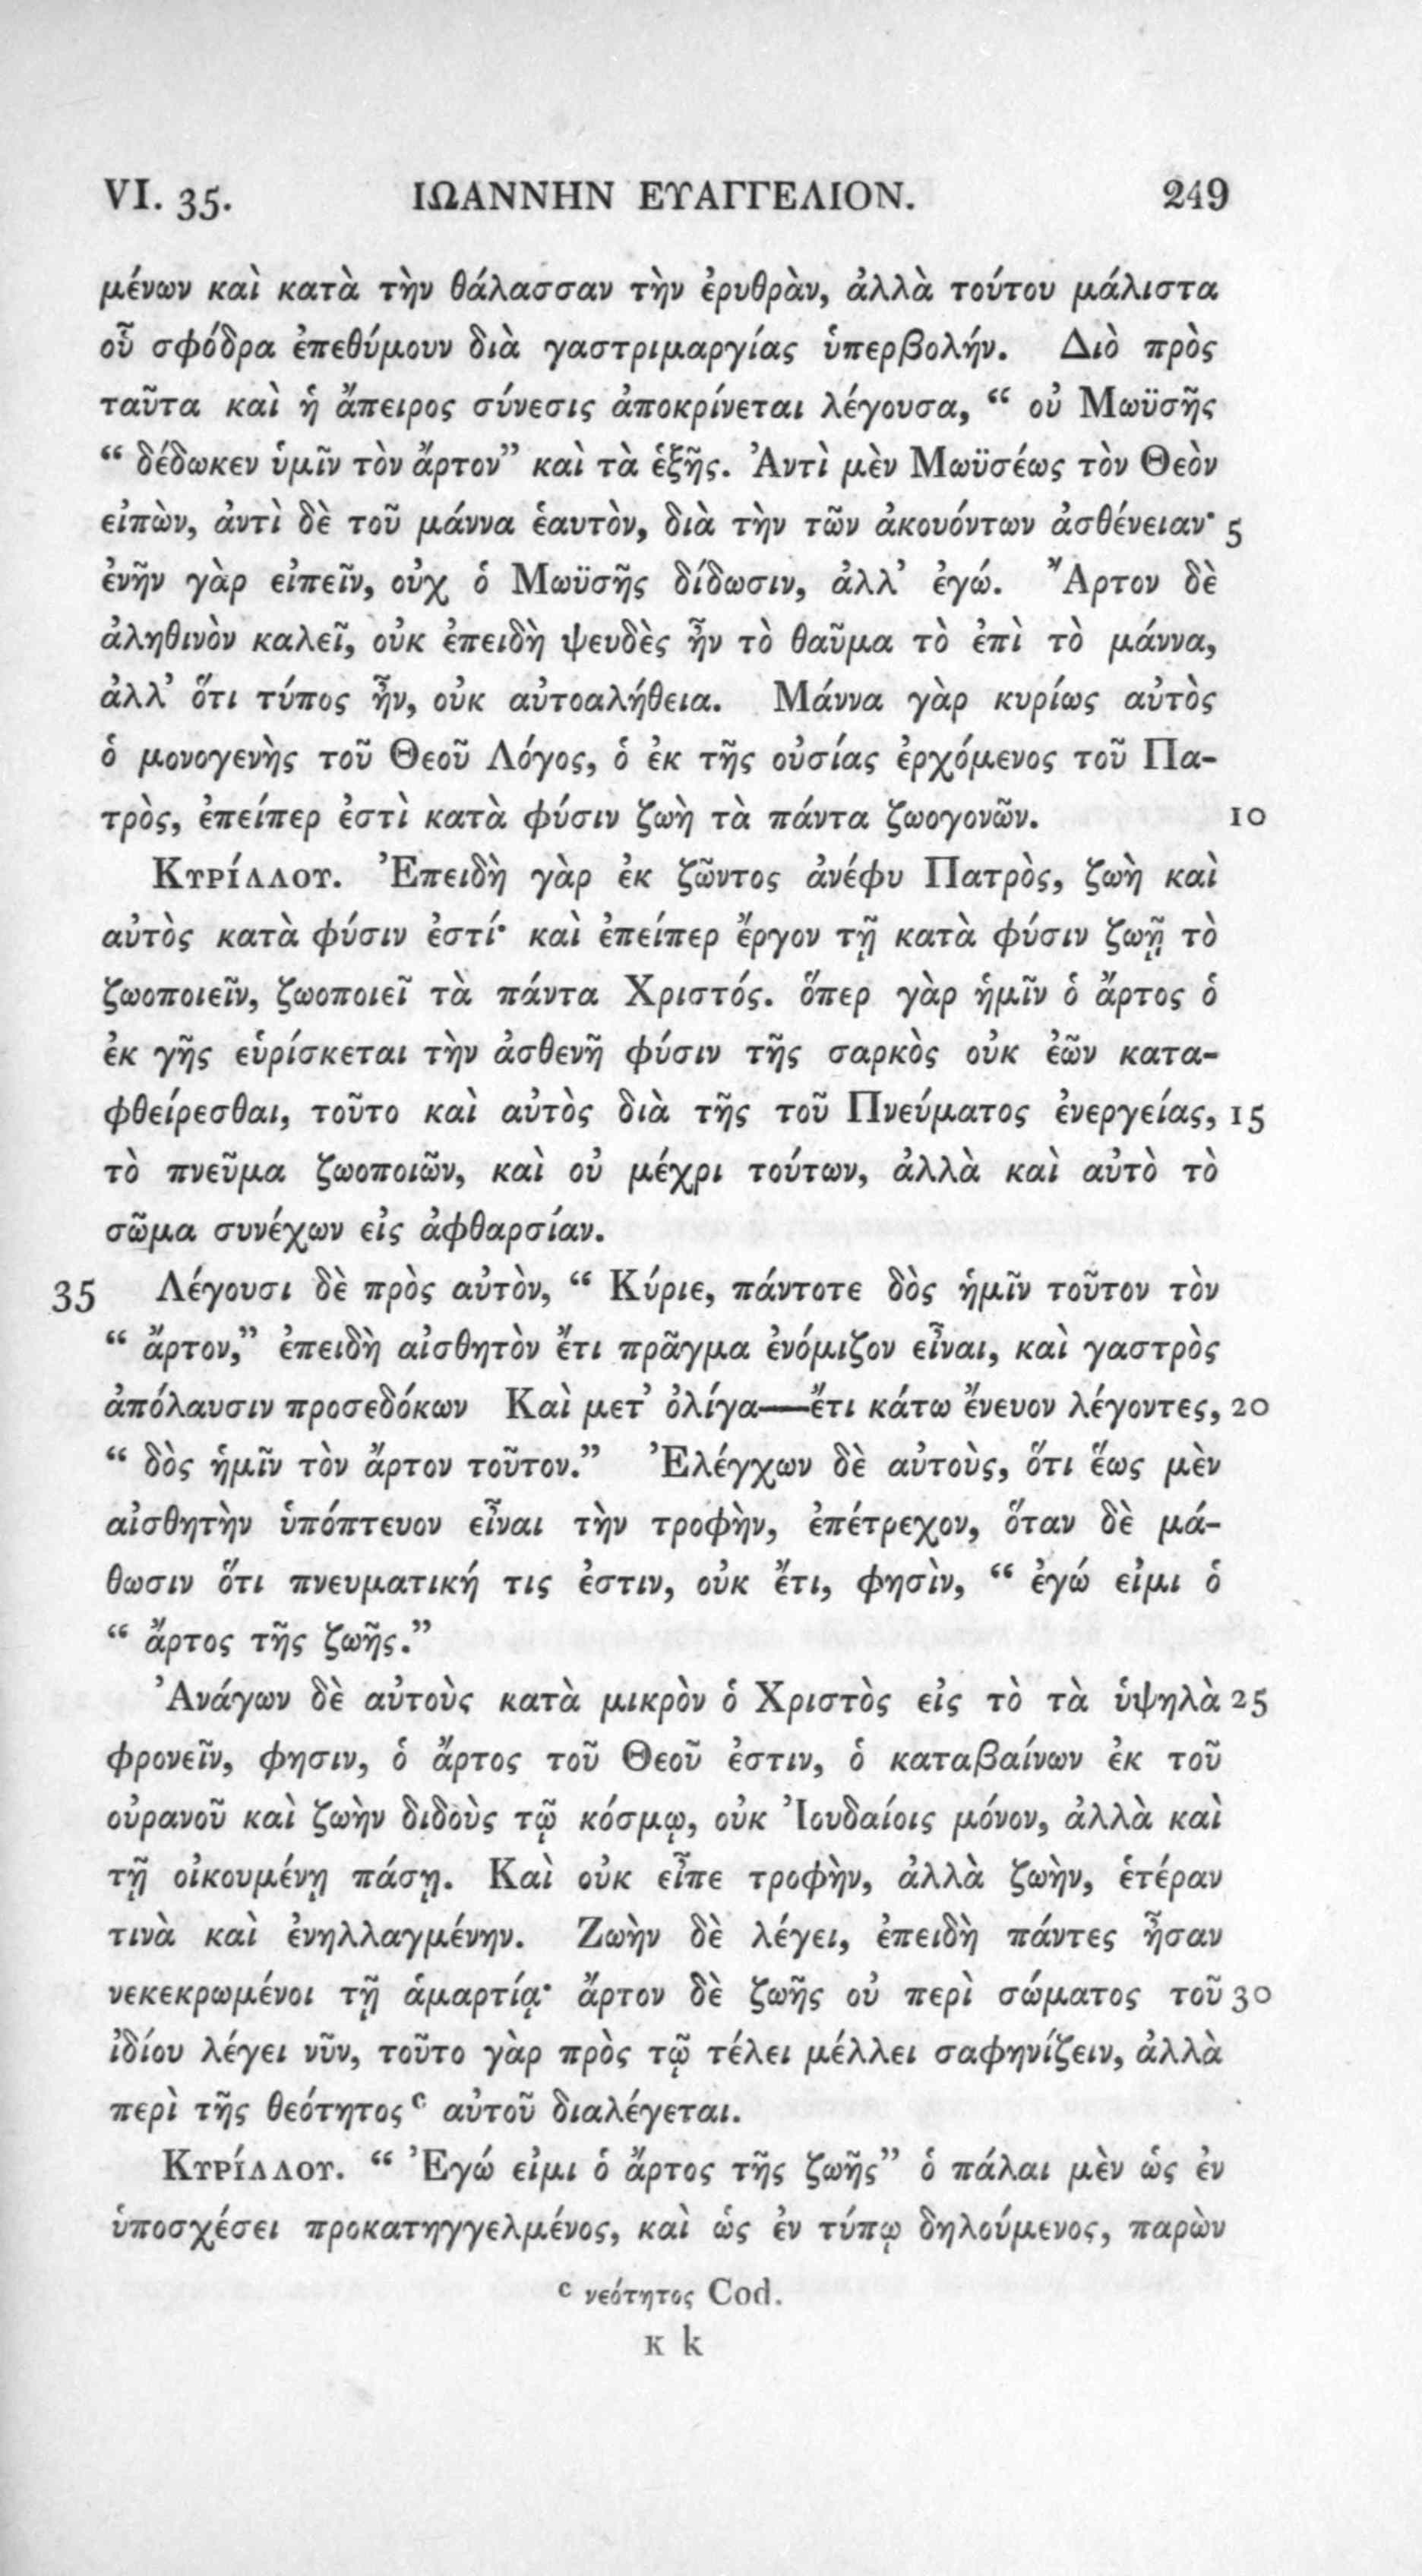 VI. 35. ΙΩΑΝΝΗΝ ΕΥΑΓΓΕΛΙΟΝ. 249
μένων καὶ κατὰ τὴν θάλασσαν τὴν ἐρυθρὰν, ἀλλὰ τούτου μάλιστα
οὗ σφόδρα ἐπεθύμουν διὰ γαστριμαργίας ὑπερβολήν. Διὸ πρὸς
ταῦτα καὶ ἡ ἄπειρος σύνεσις ἀποκρίνεται λέγουσα, “ οὐ Μωϋσῆς
“ δέδωκεν ὑμῖν τὸν ἄρτον” καὶ τὰ ἑξῆς. Ἀντὶ μὲν Μωϋσέως τὸν Θεὸν
εἰπὼν, ἀντὶ δὲ τοῦ μάννα ἑαυτὸν, διὰ τὴν τῶν ἀκουόντων ἀσθένειαν· 5
ἐνῆν γὰρ εἰπεῖν, οὐχ ὁ Μωϋσῆς δίδωσιν, ἀλλ’ ἐγώ. Ἄρτον δὲ
ἀληθινὸν καλεῖ, οὐκ ἐπειδὴ ψευδὲς ἦν τὸ θαῦμα τὸ ἐπὶ τὸ μάννα,
ἀλλ’ ὅτι τύπος ἦν, οὐκ αὐτοαλήθεια. Μάννα γὰρ κυρίως αὐτὸς
ὁ μονογενὴς τοῦ Θεοῦ Λόγος, ὁ ἐκ τῆς οὐσίας ἐρχόμενος τοῦ Πα-
τρὸς, ἐπείπερ ἐστὶ κατὰ φύσιν ζωὴ τὰ πάντα ζωογονῶν. 10
Κυρίλλου. Ἐπειδὴ γὰρ ἐκ ζῶντος ἀνέφυ Πατρὸς, ζωὴ καὶ
αὐτὸς κατὰ φύσιν ἐστί· καὶ ἐπείπερ ἔργον τῇ κατὰ φύσιν ζωῇ τὸ
ζωοποιεῖν, ζωοποιεῖ τὰ πάντα Χριστός. ὅπερ γὰρ ἡμῖν ὁ ἄρτος ὁ
ἐκ γῆς εὑρίσκεται τὴν ἀσθενῆ φύσιν τῆς σαρκὸς οὐκ ἐῶν κατα-
φθείρεσθαι, τοῦτο καὶ αὐτὸς διὰ τῆς τοῦ Πνεύματος ἐνεργείας, 15
τὸ πνεῦμα ζωοποιῶν, καὶ οὐ μέχρι τούτων, ἀλλὰ καὶ αὐτὸ τὸ
σῶμα συνέχων εἰς ἀφθαρσίαν.
35 Λέγουσι δὲ πρὸς αὐτὸν, “ Κύριε, πάντοτε δὸς ἡμῖν τοῦτον τὸν
“ ἄρτον,” ἐπειδὴ αἰσθητὸν ἔτι πρᾶγμα ἐνόμιζον εἶναι, καὶ γαστρὸς
ἀπόλαυσιν προσεδόκων Καὶ μετ’ ὀλίγα—ἔτι κάτω ἔνευον λέγοντες, 20
“ δὸς ἡμῖν τὸν ἄρτον τοῦτον.” Ἐλέγχων δὲ αὐτοὺς, ὅτι ἕως μὲν
αἰσθητὴν ὑπόπτευον εἶναι τὴν τροφὴν, ἐπέτρεχον, ὅταν δὲ μά-
θωσιν ὅτι πνευματική τις ἐστιν, οὐκ ἔτι, φησὶν, “ ἐγώ εἰμι ὁ
“ ἄρτος τῆς ζωῆς.”
Ἀνάγων δὲ αὐτοὺς κατὰ μικρὸν ὁ Χριστὸς εἰς τὸ τὰ ὑψηλὰ 25
φρονεῖν, φησιν, ὁ ἄρτος τοῦ Θεοῦ ἐστιν, ὁ καταβαίνων ἐκ τοῦ
οὐρανοῦ καὶ ζωὴν διδοὺς τῷ κόσμῳ, οὐκ Ἰουδαίοις μόνον, ἀλλὰ καὶ
τῇ οἰκουμένῃ πάσῃ. Καὶ οὐκ εἶπε τροφὴν, ἀλλὰ ζωὴν, ἑτέραν
τινὰ καὶ ἐνηλλαγμένην. Ζωὴν δὲ λέγει, ἐπειδὴ πάντες ἦσαν
νεκεκρωμένοι τῇ ἁμαρτίᾳ· ἄρτον δὲ ζωῆς οὐ περὶ σώματος τοῦ 30
ἰδίου λέγει νῦν, τοῦτο γὰρ πρὸς τῷ τέλει μέλλει σαφηνίζειν, ἀλλὰ
περὶ τῆς θεότητος c αὐτοῦ διαλέγεται.
Κυρίλλου. “ Ἐγώ εἰμι ὁ ἄρτος τῆς ζωῆς” ὁ πάλαι μὲν ὡς ἐν
ὑποσχέσει προκατηγγελμένος, καὶ ὡς ἐν τύπῳ δηλούμενος, παρὼν
c νεότητος Cod.
K k